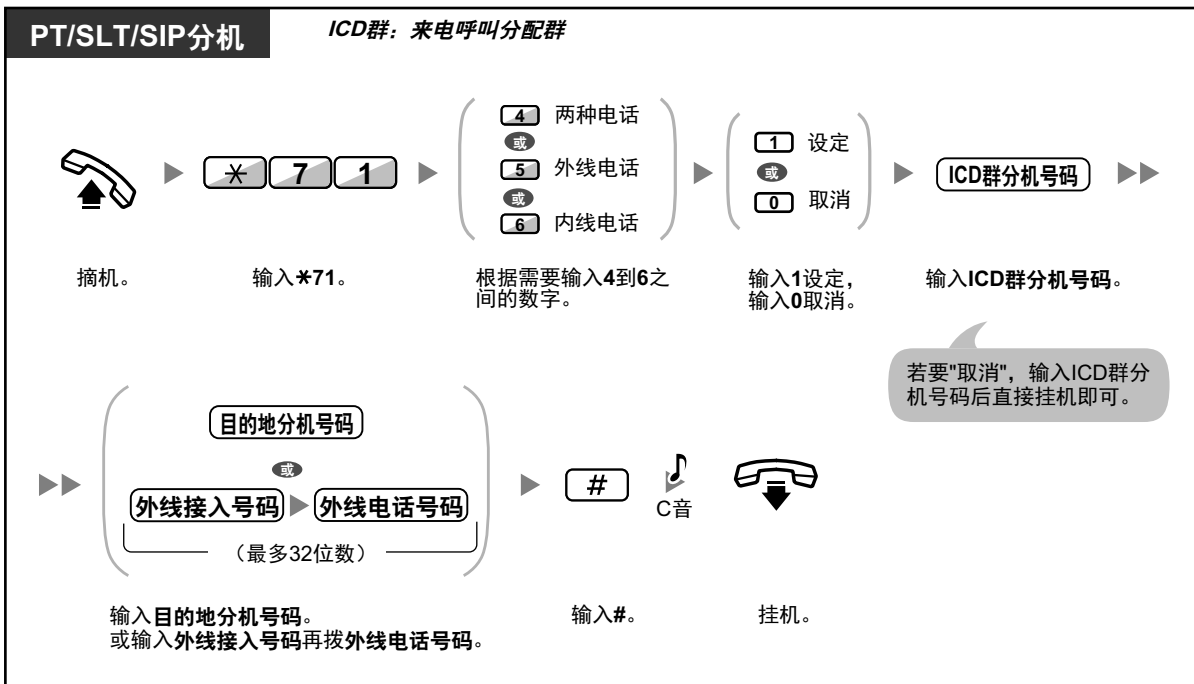 PT/SLT/SIP分机
ICD群：来电呼叫分配群
4 两种电话
或
5 外线电话
或
6 内线电话
1 设定
或
0 取消
✳ 7 1
ICD群分机号码
摘机。
输入✳71。
根据需要输入4到6之
间的数字。
输入1设定，
输入0取消。
输入ICD群分机号码。
若要"取消"，输入ICD群分
机号码后直接挂机即可。
目的地分机号码
或
外线接入号码 外线电话号码
（最多32位数）
#
C音
输入目的地分机号码。
或输入外线接入号码再拨外线电话号码。
输入#。
挂机。